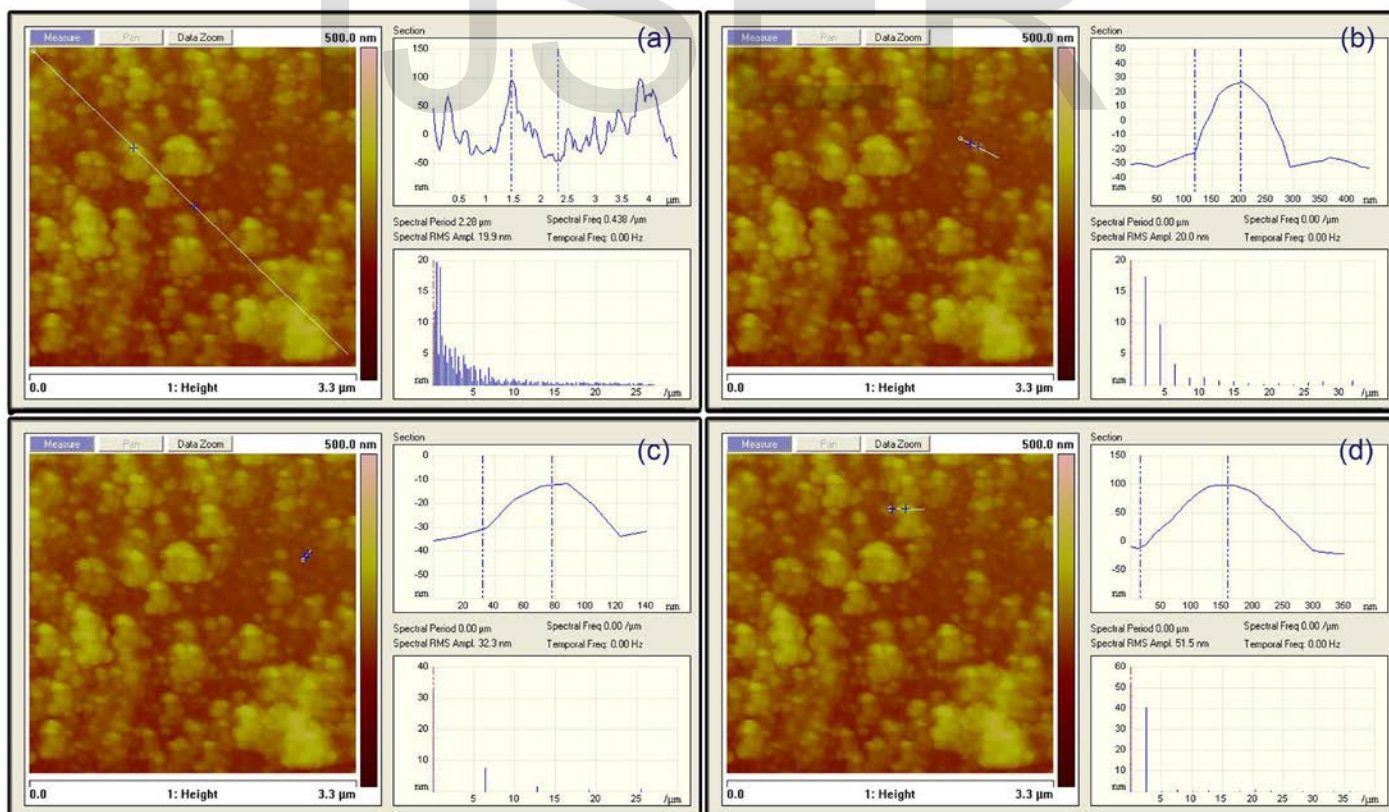 IJSER
Measure Pan Data Zoom 500.0 nm
Section
(a)
150
100
50
0
-50
nm
0.5 1 1.5 2 2.5 3 3.5 4 µm
Spectral Period 2.28 µm Spectral Freq 0.438 /µm
Spectral RMS Ampl. 19.9 nm Temporal Freq: 0.00 Hz
20
15
10
5
nm
5 10 15 20 25 /µm
0.0 1: Height 3.3 µm
Measure Pan Data Zoom 500.0 nm
Section
(b)
50
40
30
20
10
0
-10
-20
-30
-40
nm
50 100 150 200 250 300 350 400 nm
Spectral Period 0.00 µm Spectral Freq 0.00 /µm
Spectral RMS Ampl. 20.0 nm Temporal Freq: 0.00 Hz
20
15
10
5
nm
5 10 15 20 25 30 /µm
0.0 1: Height 3.3 µm
Measure Pan Data Zoom 500.0 nm
Section
(c)
0
-10
-20
-30
-40
-50
nm
20 40 60 80 100 120 140 nm
Spectral Period 0.00 µm Spectral Freq 0.00 /µm
Spectral RMS Ampl. 32.3 nm Temporal Freq: 0.00 Hz
40
30
20
10
nm
5 10 15 20 25 /µm
0.0 1: Height 3.3 µm
Measure Pan Data Zoom 500.0 nm
Section
(d)
150
100
50
0
-50
nm
50 100 150 200 250 300 350 nm
Spectral Period 0.00 µm Spectral Freq 0.00 /µm
Spectral RMS Ampl. 51.5 nm Temporal Freq: 0.00 Hz
60
50
40
30
20
10
nm
5 10 15 20 25 30 35 /µm
0.0 1: Height 3.3 µm